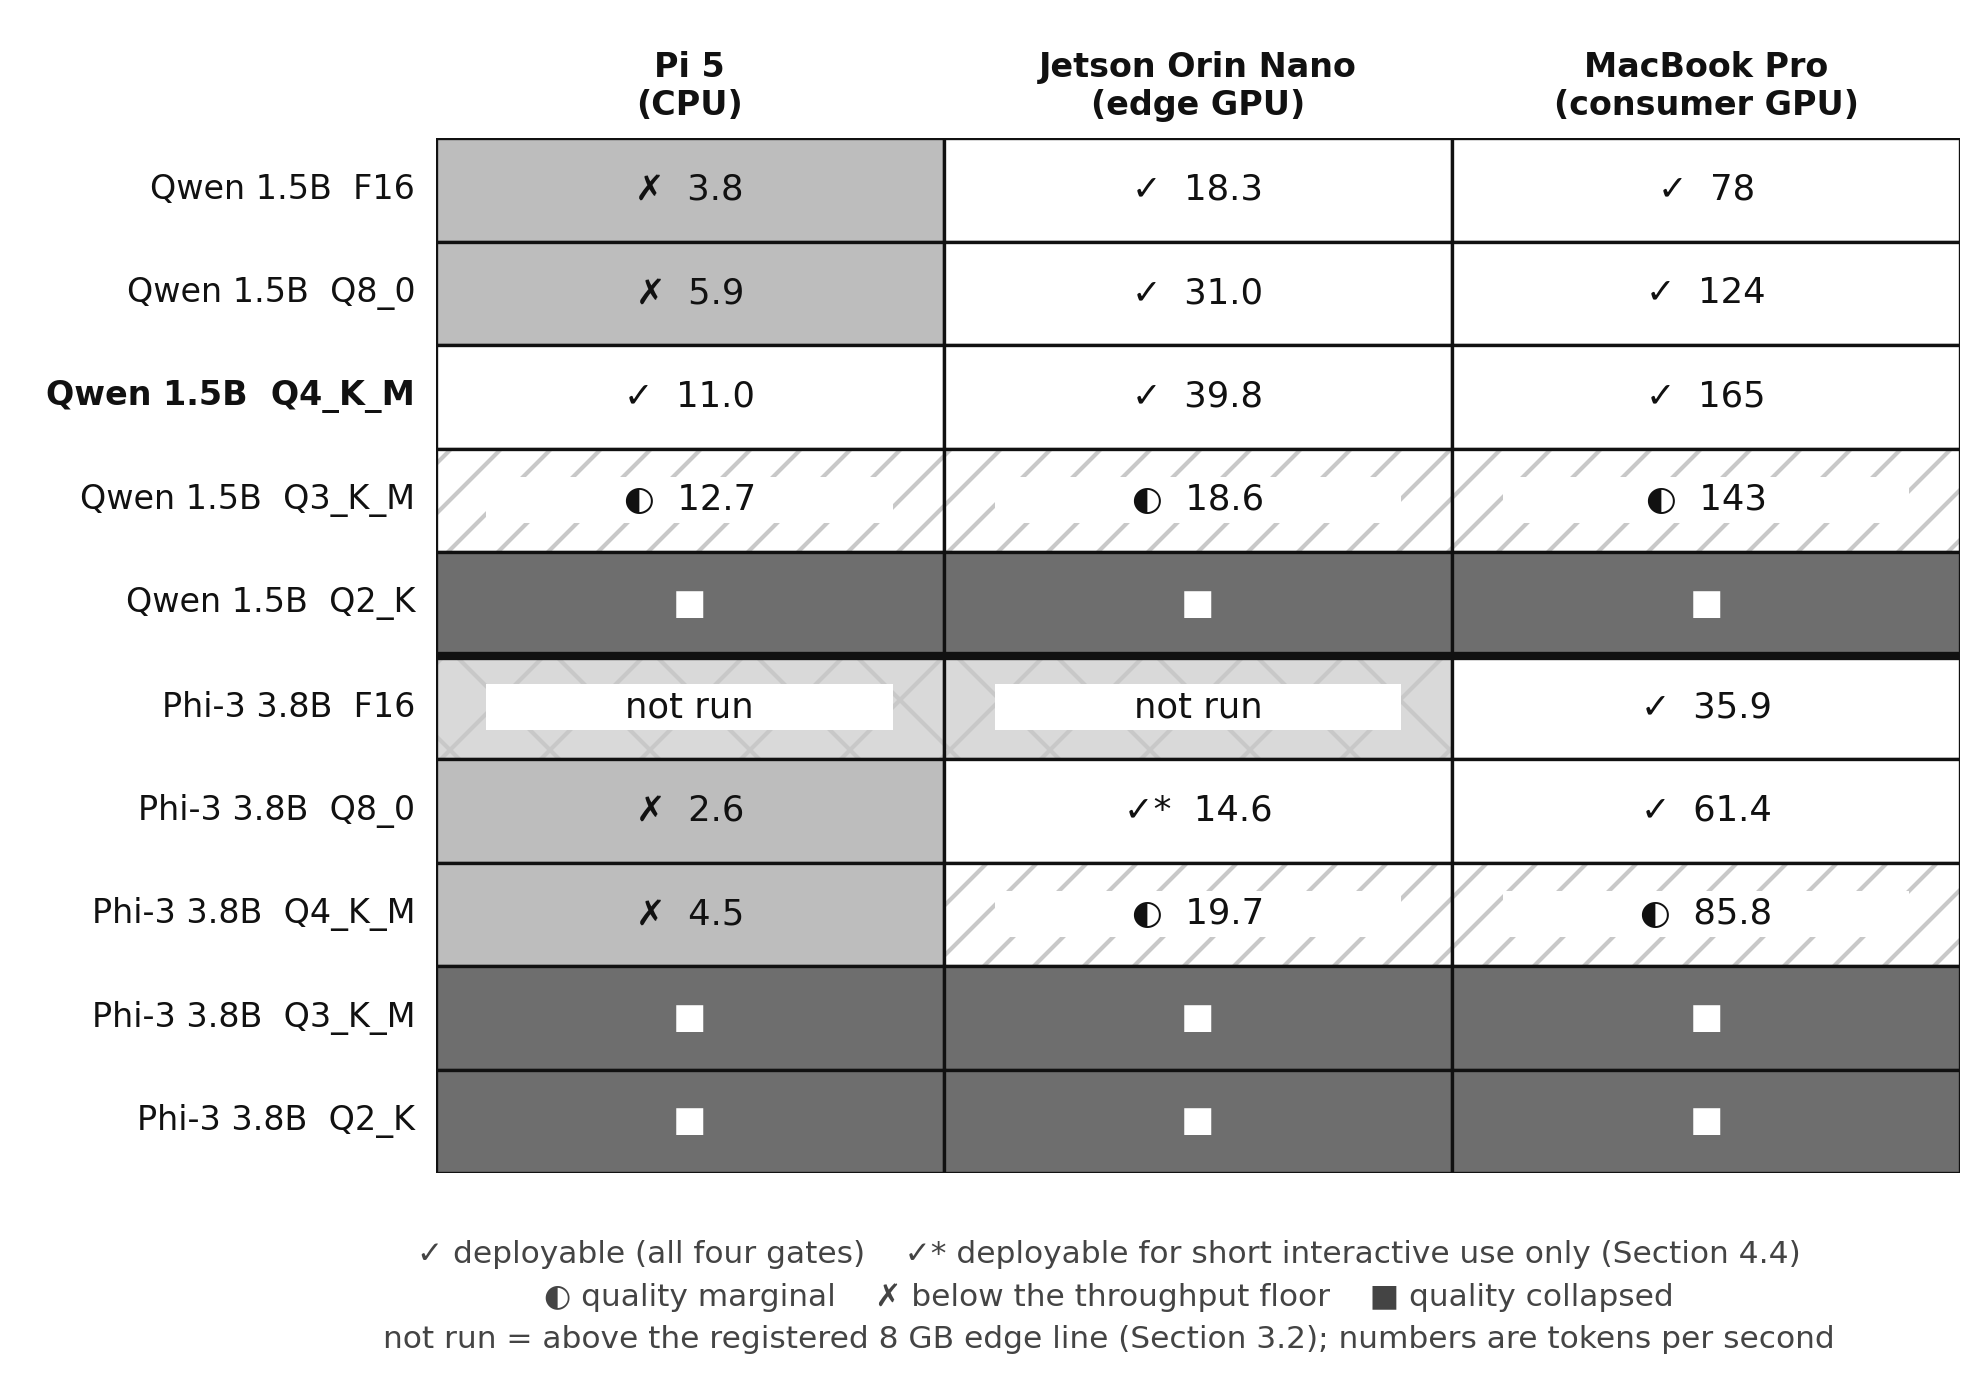 Pi 5 Jetson Orin Nano MacBook Pro
(CPU) (edge GPU) (consumer GPU)
Qwen 1.5B F16 ✗ 3.8 ✓ 18.3 ✓ 78
Qwen 1.5B Q8_0 ✗ 5.9 ✓ 31.0 ✓ 124
Qwen 1.5B Q4_K_M ✓ 11.0 ✓ 39.8 ✓ 165
Qwen 1.5B Q3_K_M ◐ 12.7 ◐ 18.6 ◐ 143
Qwen 1.5B Q2_K ■ ■ ■
Phi-3 3.8B F16 not run not run ✓ 35.9
Phi-3 3.8B Q8_0 ✗ 2.6 ✓* 14.6 ✓ 61.4
Phi-3 3.8B Q4_K_M ✗ 4.5 ◐ 19.7 ◐ 85.8
Phi-3 3.8B Q3_K_M ■ ■ ■
Phi-3 3.8B Q2_K ■ ■ ■
✓ deployable (all four gates) ✓* deployable for short interactive use only (Section 4.4)
◐ quality marginal ✗ below the throughput floor ■ quality collapsed
not run = above the registered 8 GB edge line (Section 3.2); numbers are tokens per second